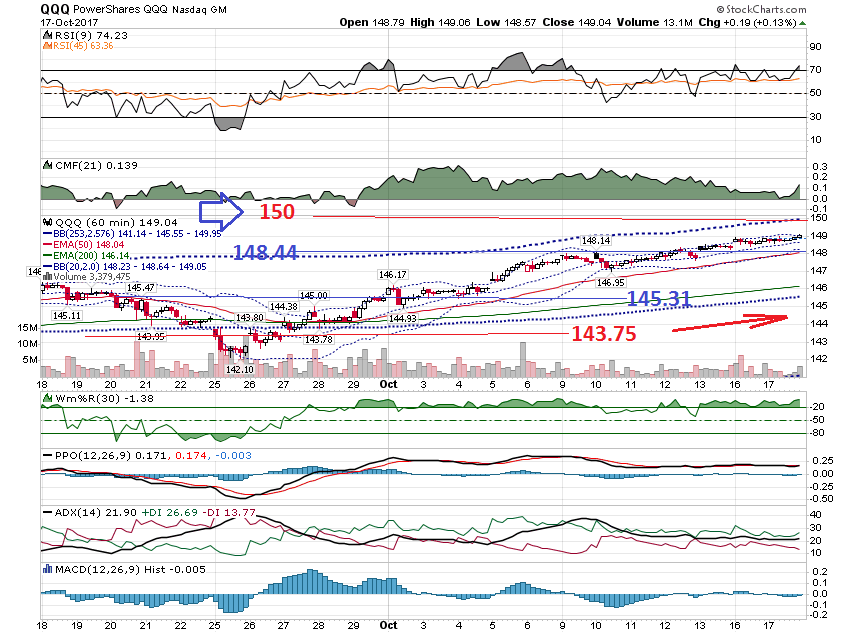 QQQ PowerShares QQQ Nasdaq GM
© StockCharts.com
17-Oct-2017
Open 148.79 High 149.06 Low 148.57 Close 149.04 Volume 13.1M Chg +0.19 (+0.13%)
RSI(9) 74.23
RSI(45) 63.36
90
70
50
30
10
CMF(21) 0.139
0.3
0.2
0.1
0.0
-0.1
150
QQQ (60 min) 149.04
BB(253,2.576) 141.14 - 145.55 - 149.95
EMA(50) 148.04
EMA(200) 146.14
BB(20,2.0) 148.23 - 148.64 - 149.05
Volume 3,379,475
148.44
150
149
148
147
146
145
144
143
142
15M
10M
5M
145.47
145.11
143.95
143.80
142.10
144.38
145.00
143.78
146.17
144.93
148.14
146.95
145.31
143.75
18 19 20 21 22 25 26 27 28 29 Oct 3 4 5 6 9 10 11 12 13 16 17
Wm%R(30) -1.38
-20
-50
-80
PPO(12,26,9) 0.171, 0.174, -0.003
0.25
0.00
-0.25
-0.50
ADX(14) 21.90 +DI 26.69 -DI 13.77
40
30
20
10
MACD(12,26,9) Hist -0.005
0.2
0.1
0.0
-0.1
-0.2
18 19 20 21 22 25 26 27 28 29 Oct 3 4 5 6 9 10 11 12 13 16 17